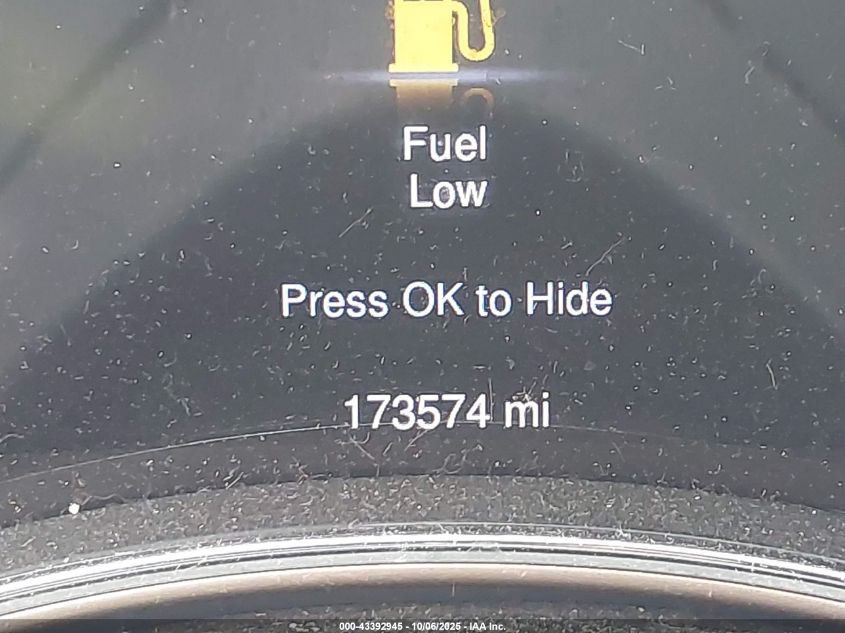 Fuel
Low
Press OK to Hide
173574 mi
000-43392945 - 10/06/2025 - IAA Inc.